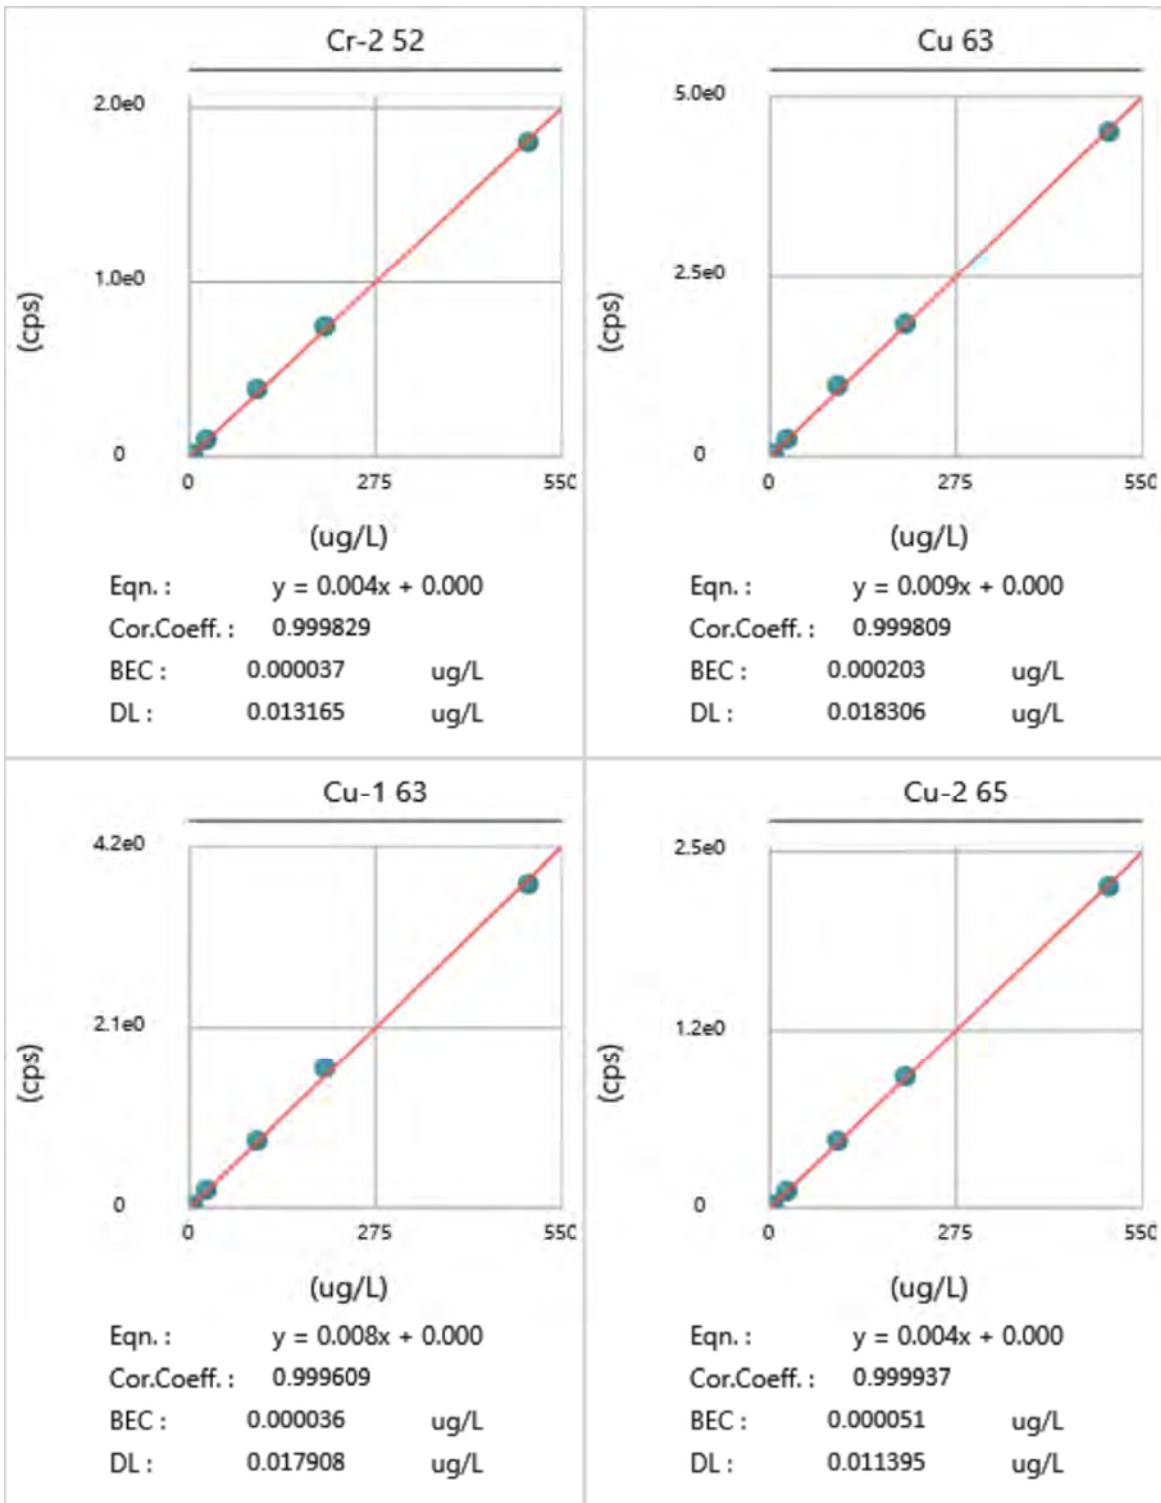 Cr-2 52
2.0e0
1.0e0
(cps)
0
0 275 550
(ug/L)
Eqn. : y = 0.004x + 0.000
Cor.Coeff. : 0.999829
BEC : 0.000037 ug/L
DL : 0.013165 ug/L
Cu 63
5.0e0
2.5e0
(cps)
0
0 275 550
(ug/L)
Eqn. : y = 0.009x + 0.000
Cor.Coeff. : 0.999809
BEC : 0.000203 ug/L
DL : 0.018306 ug/L
Cu-1 63
4.2e0
2.1e0
(cps)
0
0 275 550
(ug/L)
Eqn. : y = 0.008x + 0.000
Cor.Coeff. : 0.999609
BEC : 0.000036 ug/L
DL : 0.017908 ug/L
Cu-2 65
2.5e0
1.2e0
(cps)
0
0 275 550
(ug/L)
Eqn. : y = 0.004x + 0.000
Cor.Coeff. : 0.999937
BEC : 0.000051 ug/L
DL : 0.011395 ug/L